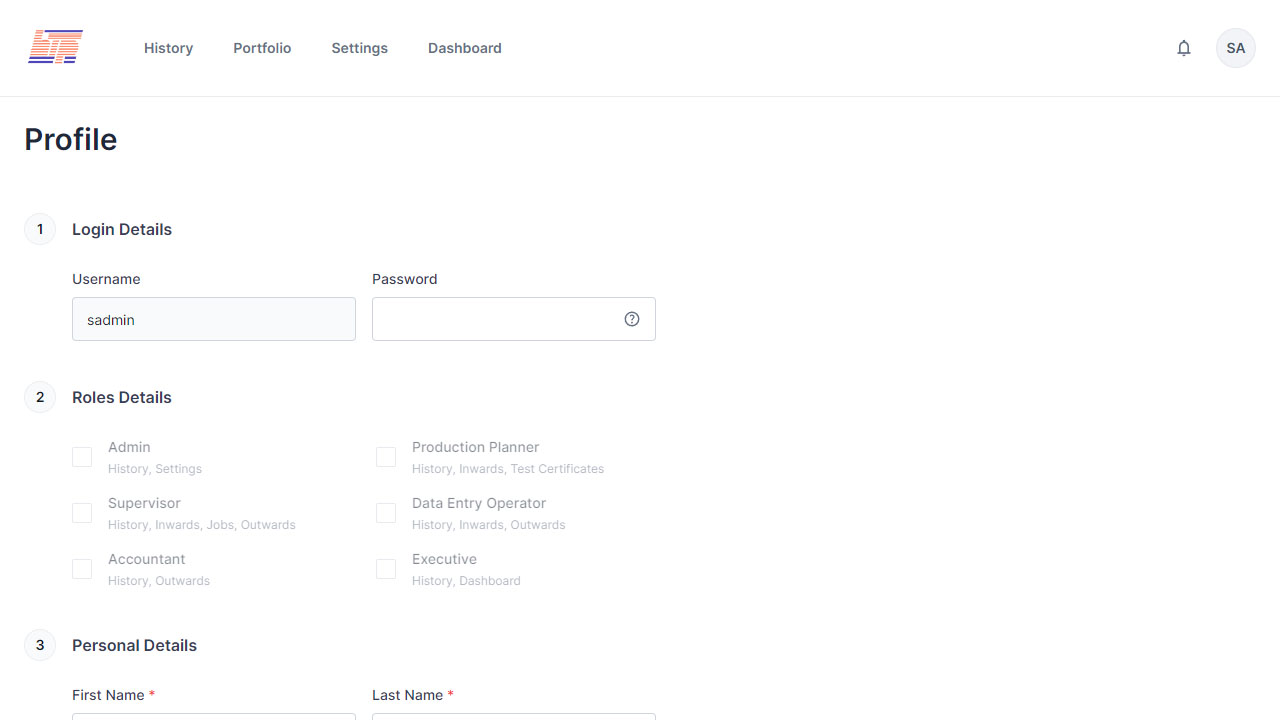 History Portfolio Settings Dashboard SA
Profile
1 Login Details
Username Password
sadmin
2 Roles Details
Admin Production Planner
History, Settings History, Inwards, Test Certificates
Supervisor Data Entry Operator
History, Inwards, Jobs, Outwards History, Inwards, Outwards
Accountant Executive
History, Outwards History, Dashboard
3 Personal Details
First Name * Last Name *